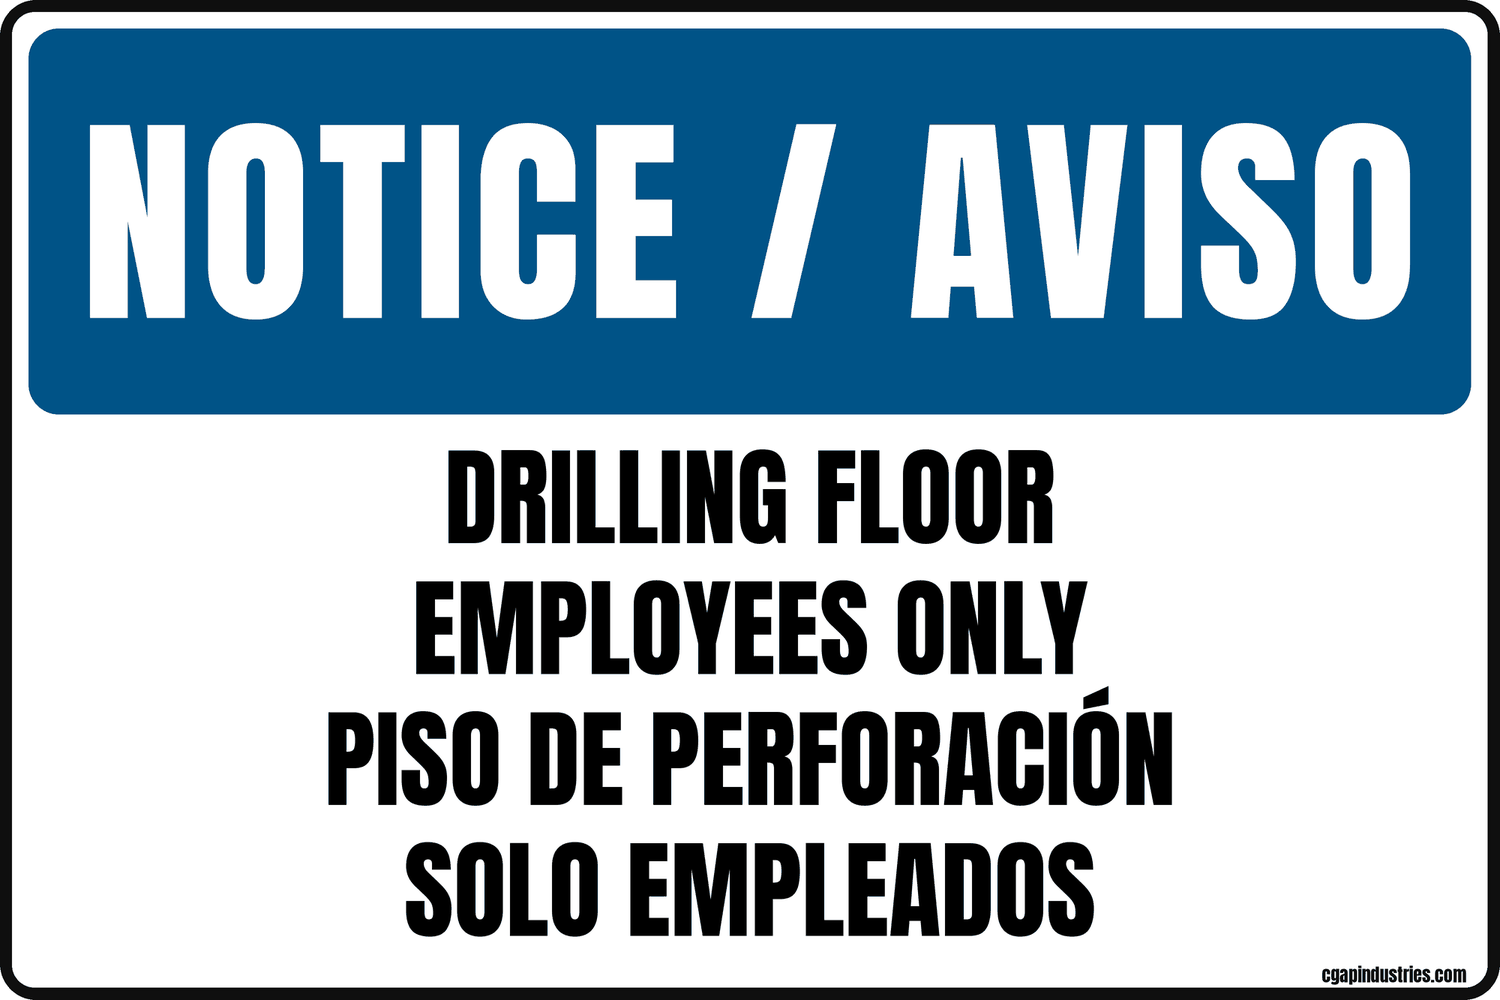 NOTICE / AVISO
DRILLING FLOOR
EMPLOYEES ONLY
PISO DE PERFORACIÓN
SOLO EMPLEADOS
cgapindustries.com